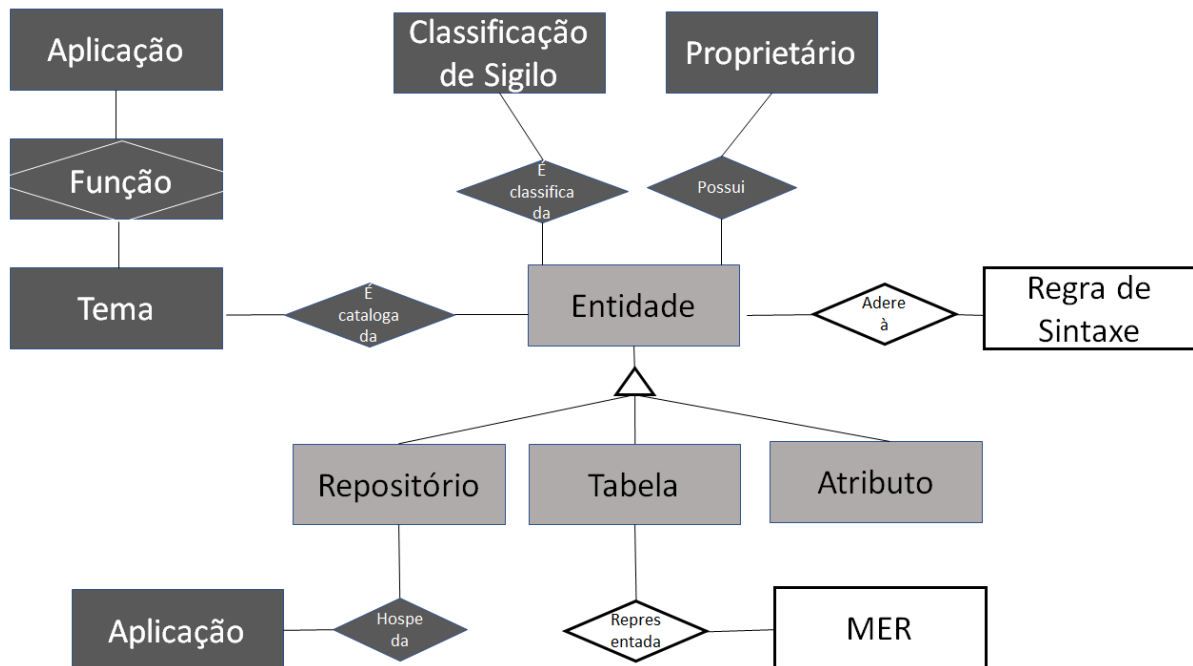 Aplicação
Classificação
de Sigilo
Proprietário
Função
É
classifica
da
Possui
Tema
É
cataloga
da
Entidade
Adere
à
Regra de
Sintaxe
Repositório
Tabela
Atributo
Aplicação
Hospe
da
Repres
entada
MER